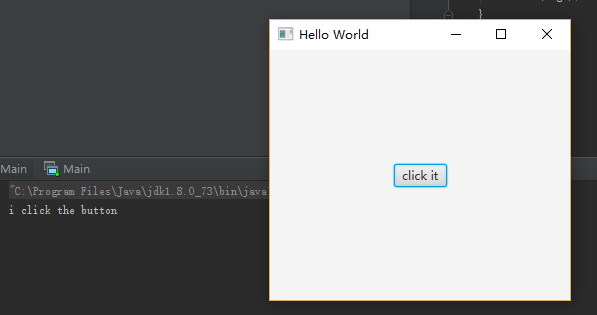 }
Hello World
click it
Main
Main
"C:\Program Files\Java\jdk1.8.0_73\bin\java
i click the button